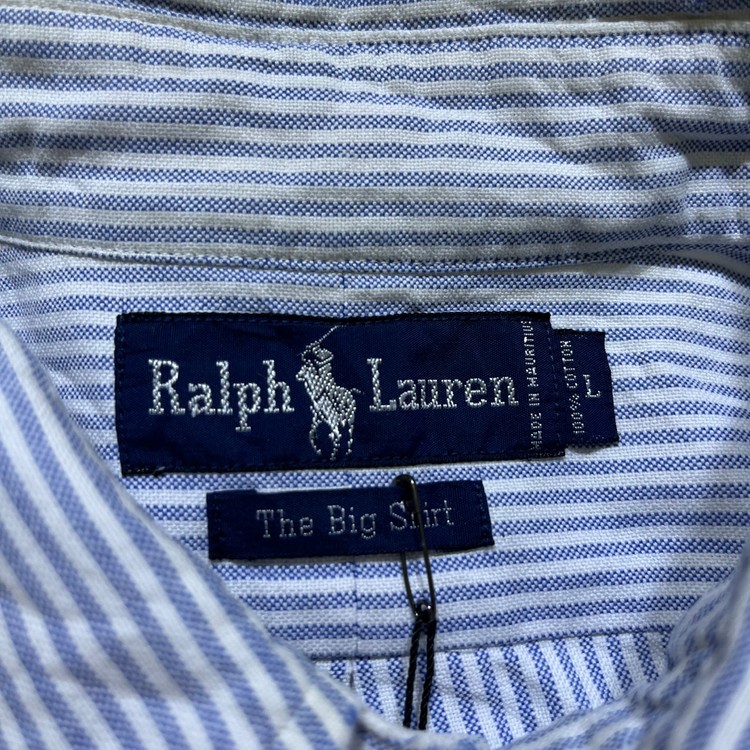 Ralph Lauren
MADE IN MAURITIUS
100% COTTON
L
The Big Shirt